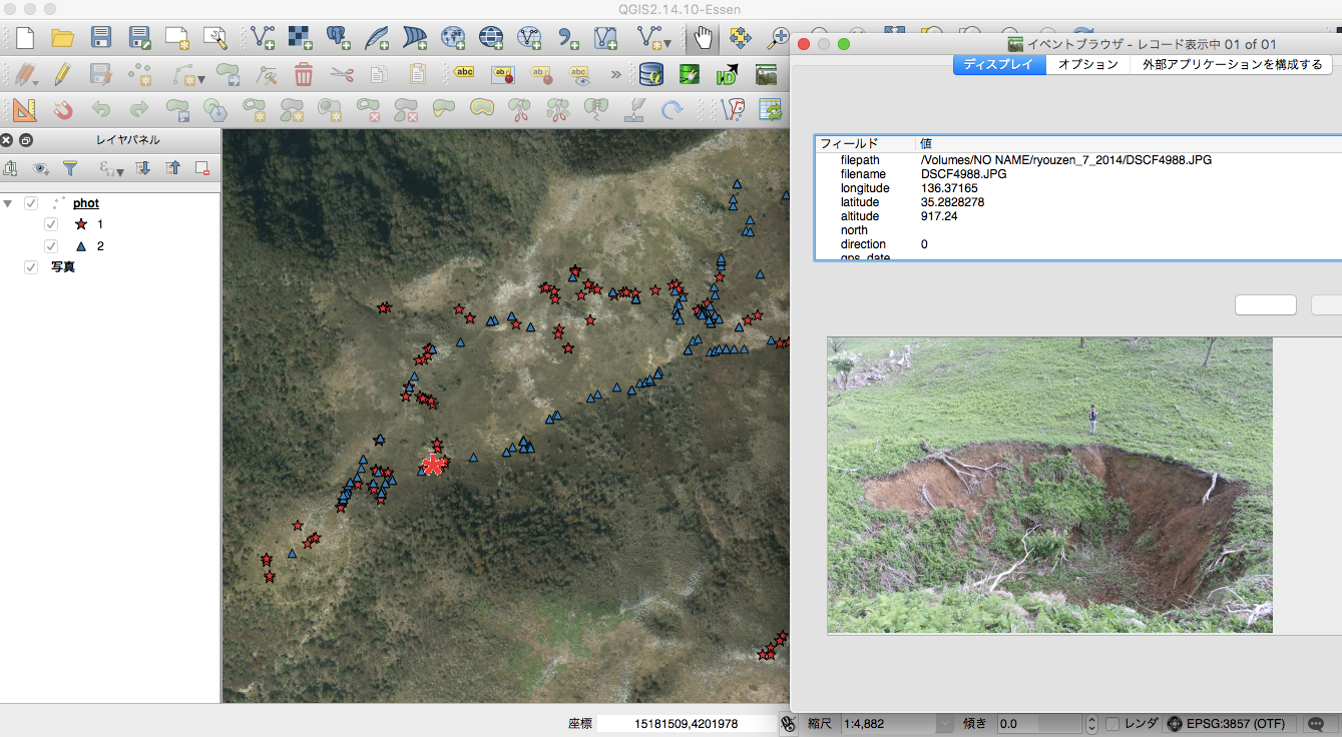 QGIS2.14.10-Essen
abc
ab
ab
abc
»
イベントブラウザ - レコード表示中 01 of 01
ディスプレイ
オプション
外部アプリケーションを構成する
レイヤパネル
phot
1
2
写真
フィールド 値
filepath /Volumes/NO NAME/ryouzen_7_2014/DSCF4988.JPG
filename DSCF4988.JPG
longitude 136.37165
latitude 35.2828278
altitude 917.24
north
direction 0
gps_date
座標 15181509,4201978
縮尺 1:4,882
傾き 0.0
レンダ
EPSG:3857 (OTF)